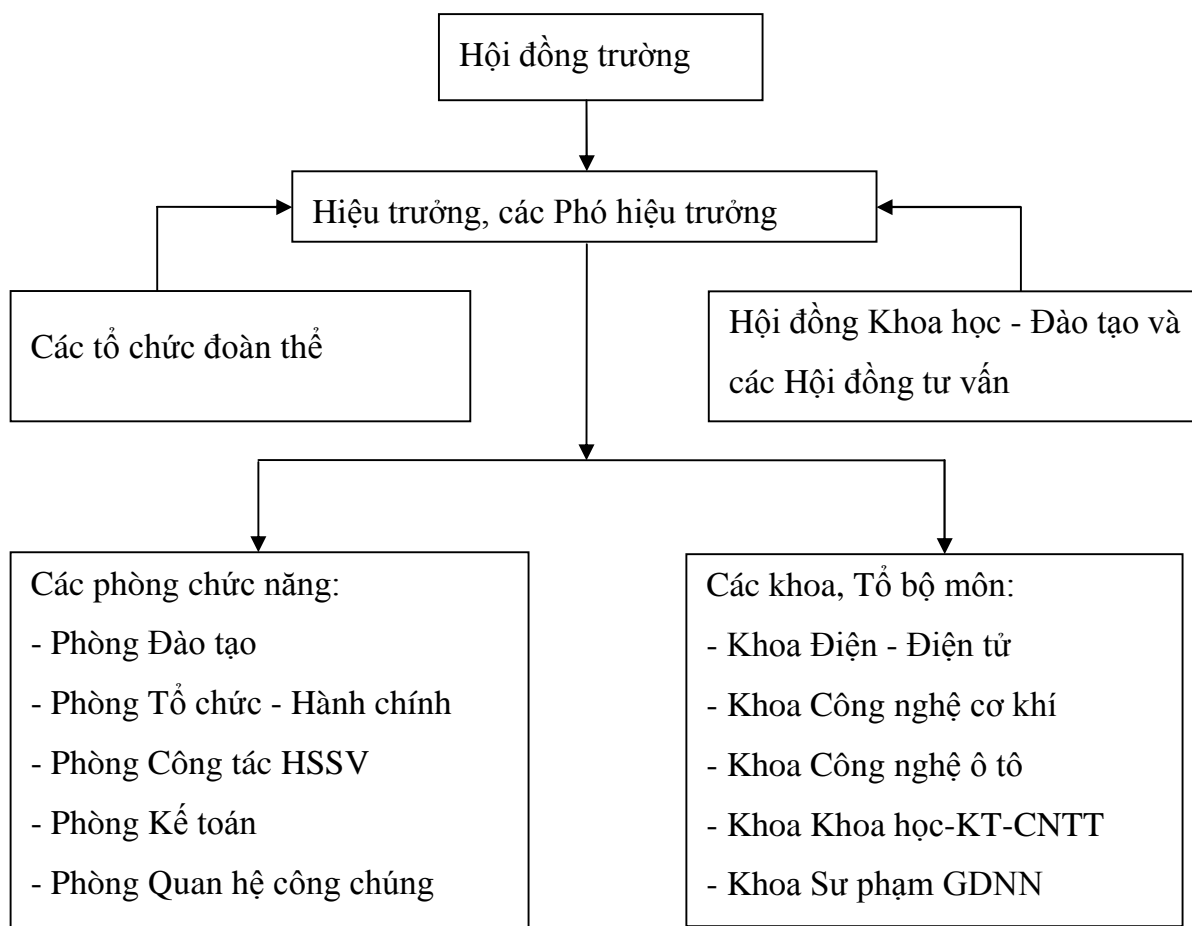 Hội đồng trường
Hiệu trưởng, các Phó hiệu trưởng
Các tổ chức đoàn thể
Hội đồng Khoa học - Đào tạo và
các Hội đồng tư vấn
Các phòng chức năng:
- Phòng Đào tạo
- Phòng Tổ chức - Hành chính
- Phòng Công tác HSSV
- Phòng Kế toán
- Phòng Quan hệ công chúng
Các khoa, Tổ bộ môn:
- Khoa Điện - Điện tử
- Khoa Công nghệ cơ khí
- Khoa Công nghệ ô tô
- Khoa Khoa học-KT-CNTT
- Khoa Sư phạm GDNN